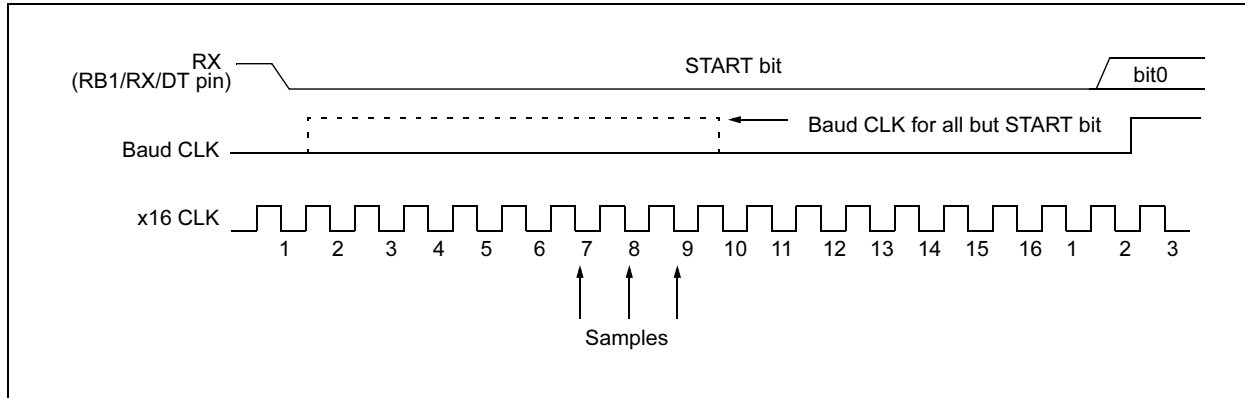 RX
(RB1/RX/DT pin)
START bit
bit0
Baud CLK for all but START bit
Baud CLK
x16 CLK
1 2 3 4 5 6 7 8 9 10 11 12 13 14 15 16 1 2 3
Samples